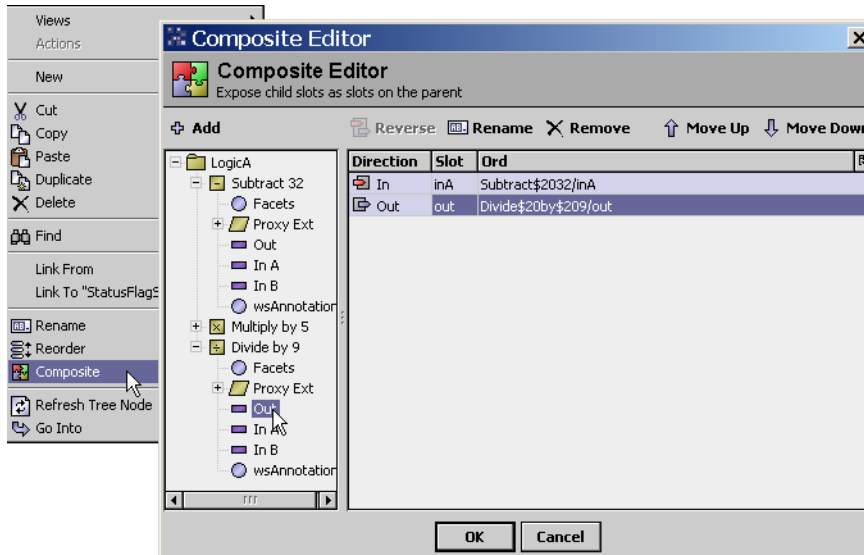 Views
Actions
New
Cut
Copy
Paste
Duplicate
Delete
Find
Link From
Link To "StatusFlagS
Rename
Reorder
Composite
Refresh Tree Node
Go Into
Composite Editor
Composite Editor
Expose child slots as slots on the parent
Add
Reverse Rename Remove Move Up Move Down
LogicA
Subtract 32
Facets
Proxy Ext
Out
In A
In B
wsAnnotation
Multiply by 5
Divide by 9
Facets
Proxy Ext
Out
In A
In B
wsAnnotation
Direction Slot Ord
In inA Subtract$2032/inA
Out out Divide$20by$209/out
OK Cancel